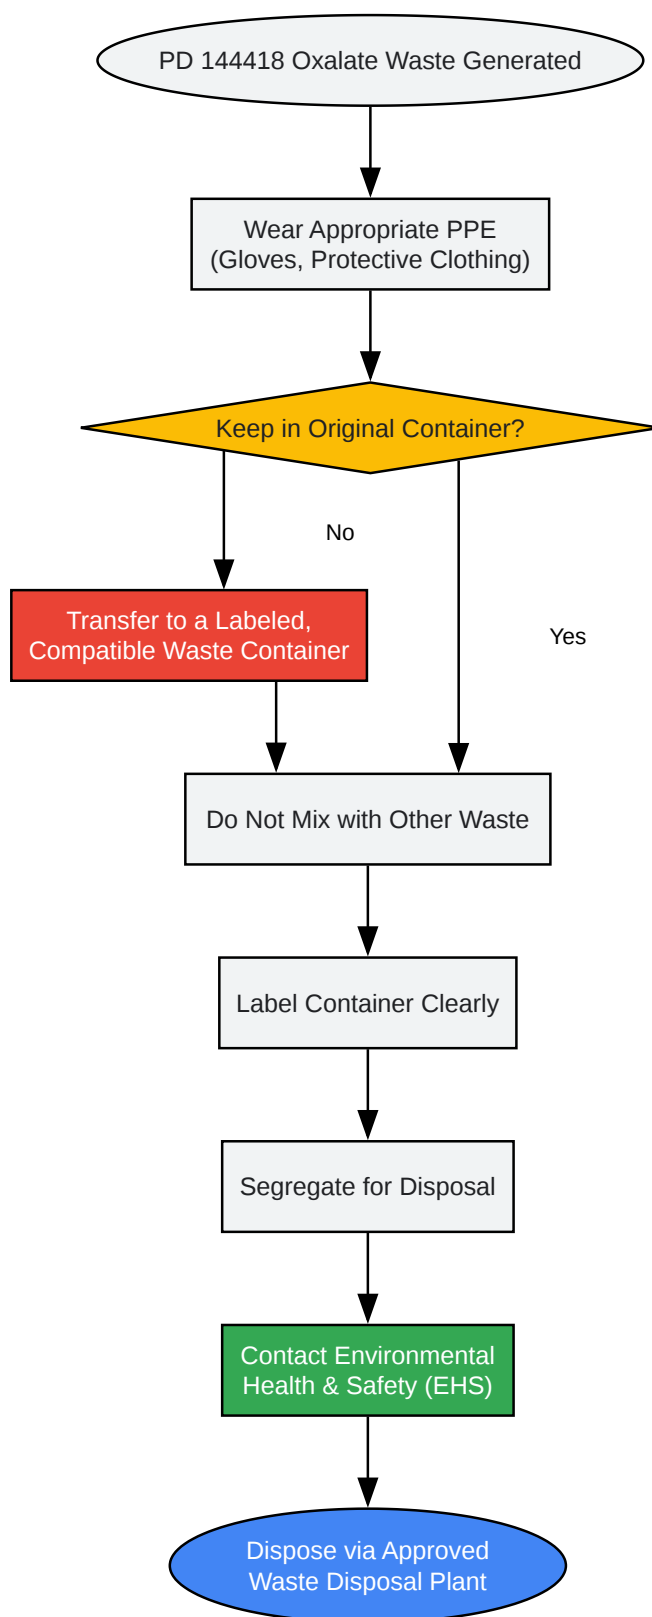 PD 144418 Oxalate Waste Generated
Wear Appropriate PPE
(Gloves, Protective Clothing)
Keep in Original Container?
No
Transfer to a Labeled,
Compatible Waste Container
Yes
Do Not Mix with Other Waste
Label Container Clearly
Segregate for Disposal
Contact Environmental
Health & Safety (EHS)
Dispose via Approved
Waste Disposal Plant